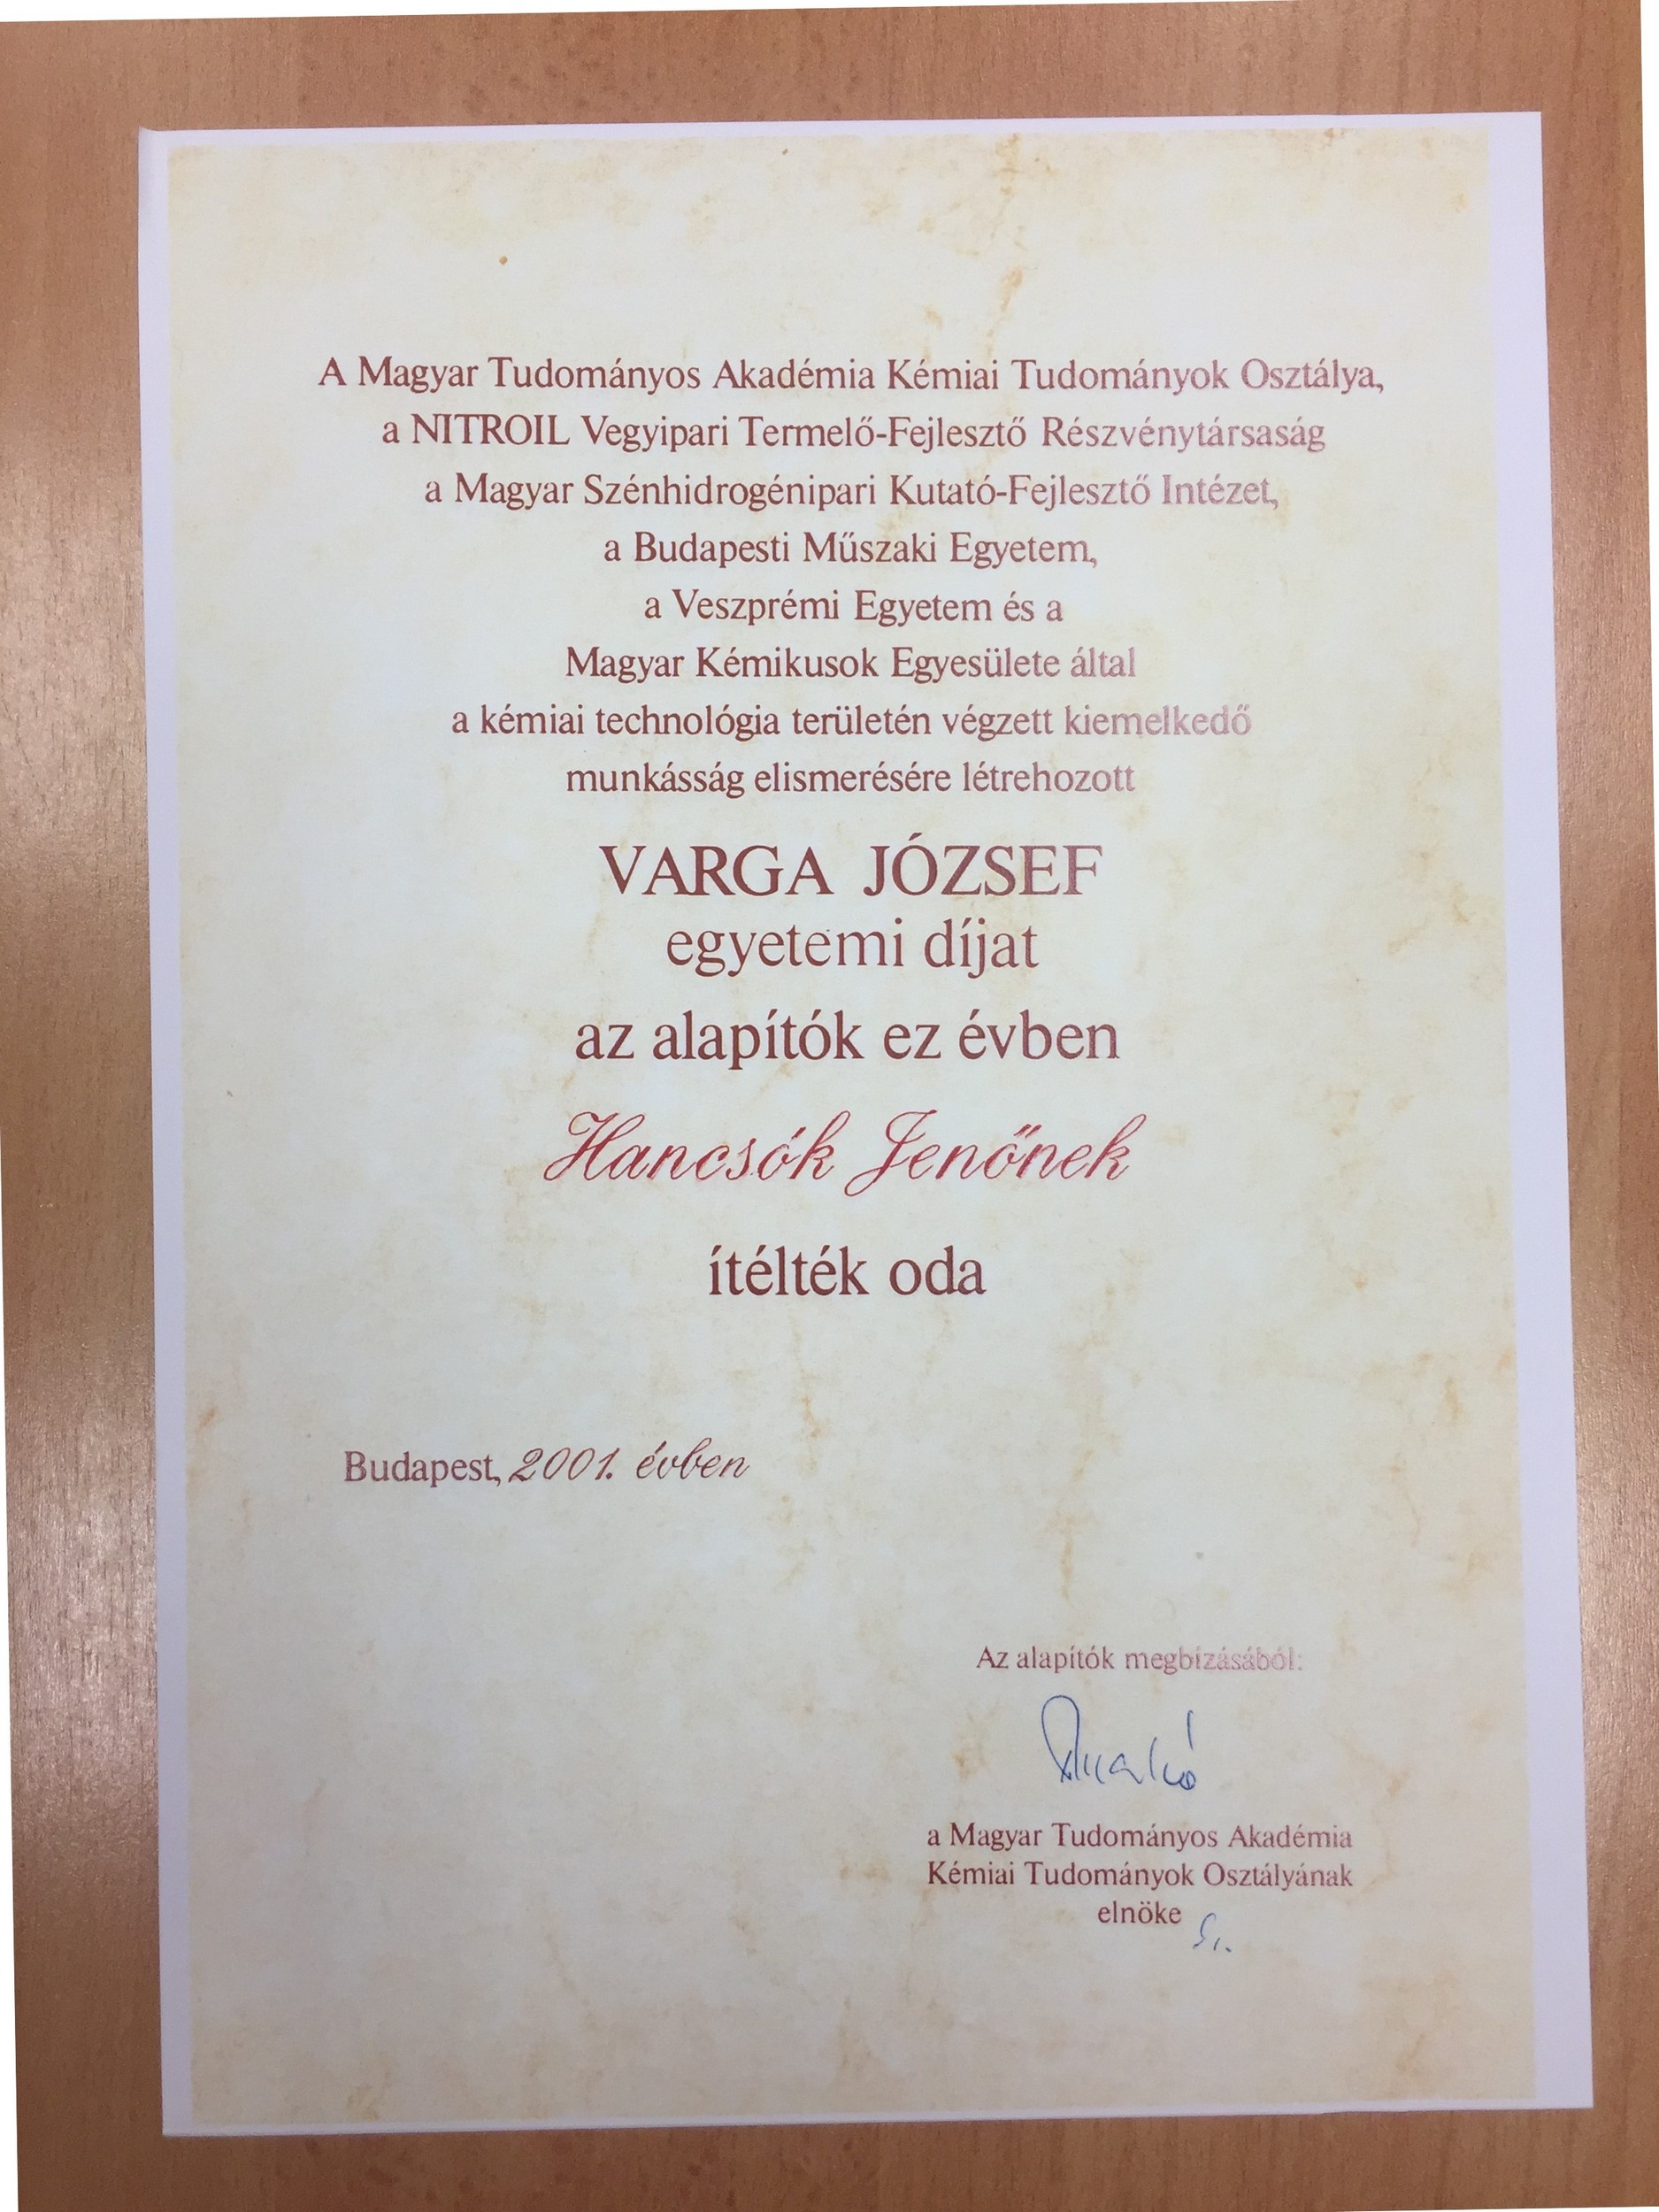 A Magyar Tudományos Akadémia Kémiai Tudományok Osztálya,
a NITROIL Vegyipari Termelő-Fejlesztő Részvénytársaság
a Magyar Szénhidrogénipari Kutató-Fejlesztő Intézet,
a Budapesti Műszaki Egyetem,
a Veszprémi Egyetem és a
Magyar Kémikusok Egyesülete által
a kémiai technológia területén végzett kiemelkedő
munkásság elismerésére létrehozott
VARGA JÓZSEF
egyetemi díjat
az alapítók ez évben
Hancsók Jenőnek
ítélték oda
Budapest, 2001. évben
Az alapítók megbízásából:
a Magyar Tudományos Akadémia
Kémiai Tudományok Osztályának
elnöke